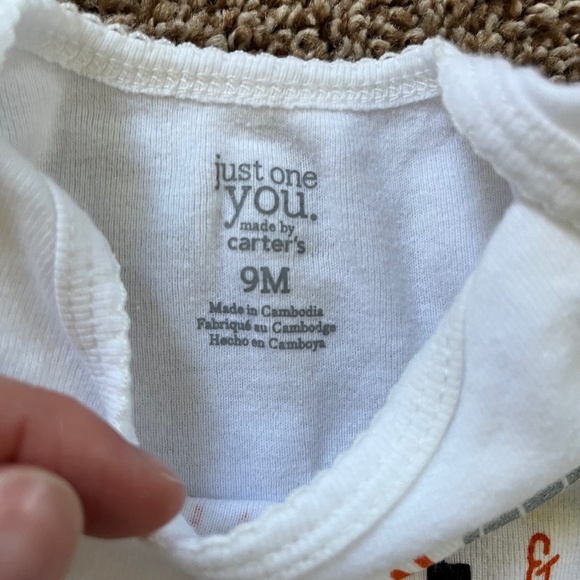 just one
you.
made by
carter's
9M
Made in Cambodia
Fabriqué au Cambodge
Hecho en Camboya
&